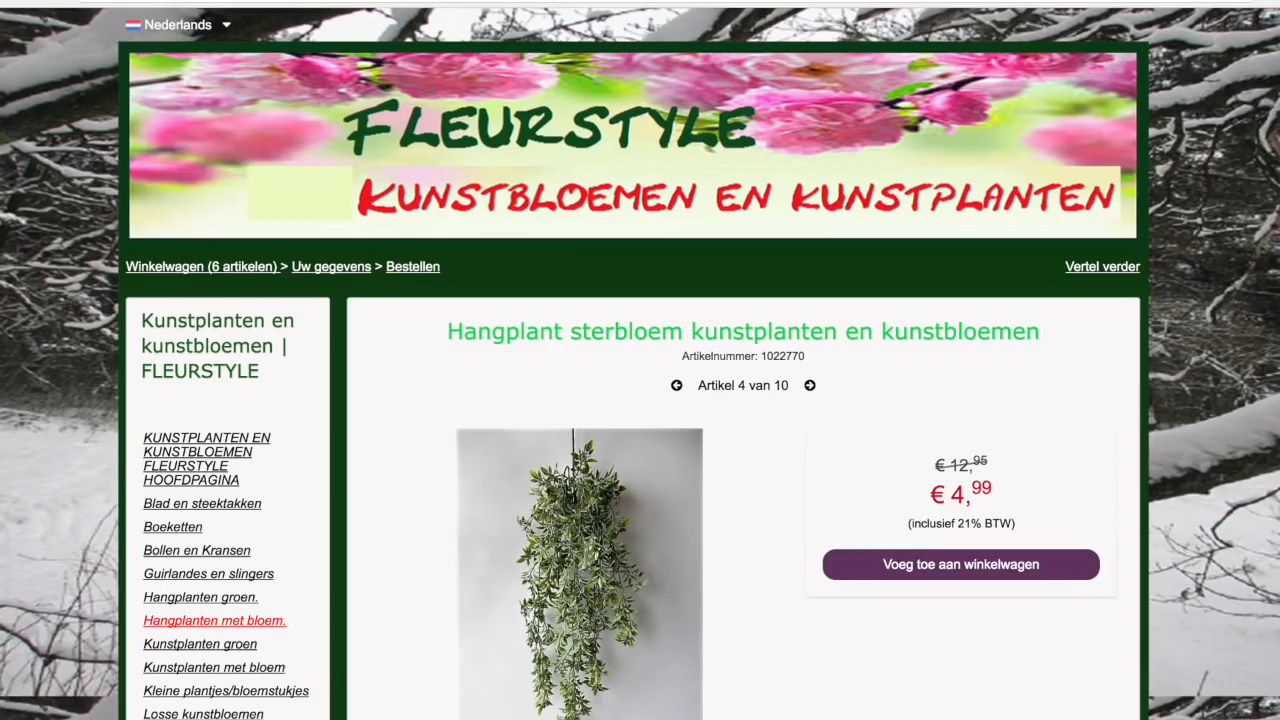 Nederlands
FLEURSTYLE
KUNSTBLOEMEN EN KUNSTPLANTEN
Winkelwagen (6 artikelen) > Uw gegevens > Bestellen
Vertel verder
Kunstplanten en
kunstbloemen |
FLEURSTYLE
KUNSTPLANTEN EN
KUNSTBLOEMEN
FLEURSTYLE
HOOFDPAGINA
Blad en steektakken
Boeketten
Bollen en Kransen
Guirlandes en slingers
Hangplanten groen.
Hangplanten met bloem.
Kunstplanten groen
Kunstplanten met bloem
Kleine plantjes/bloemstukjes
Losse kunstbloemen
Hangplant sterbloem kunstplanten en kunstbloemen
Artikelnummer: 1022770
Artikel 4 van 10
€ 12,95
€ 4,99
(inclusief 21% BTW)
Voeg toe aan winkelwagen